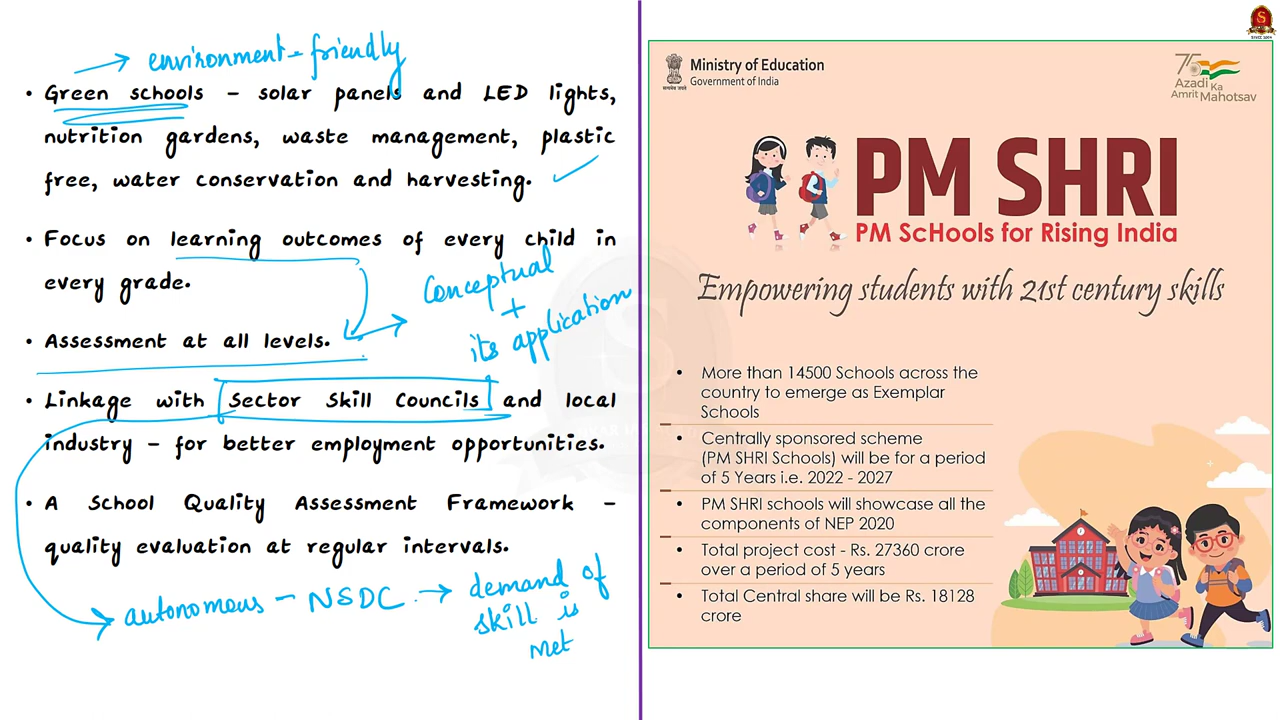 → environment-friendly
• Green schools – solar panels and LED lights,
nutrition gardens, waste management, plastic
free, water conservation and harvesting.
• Focus on learning outcomes of every child in
every grade.
Conceptual
+
its application
• Assessment at all levels.
• Linkage with Sector Skill Councils and local
industry – for better employment opportunities.
• A School Quality Assessment Framework –
quality evaluation at regular intervals.
autonomous – NSDC → demand of
skill is
met
Ministry of Education
Government of India
सत्यमेव जयते
75
Azadi Ka
Amrit Mahotsav
PM SHRI
PM ScHools for Rising India
Empowering students with 21st century skills
• More than 14500 Schools across the
country to emerge as Exemplar
Schools
• Centrally sponsored scheme
(PM SHRI Schools) will be for a period
of 5 Years i.e. 2022 - 2027
• PM SHRI schools will showcase all the
components of NEP 2020
• Total project cost - Rs. 27360 crore
over a period of 5 years
• Total Central share will be Rs. 18128
crore
S
SINCE 2004